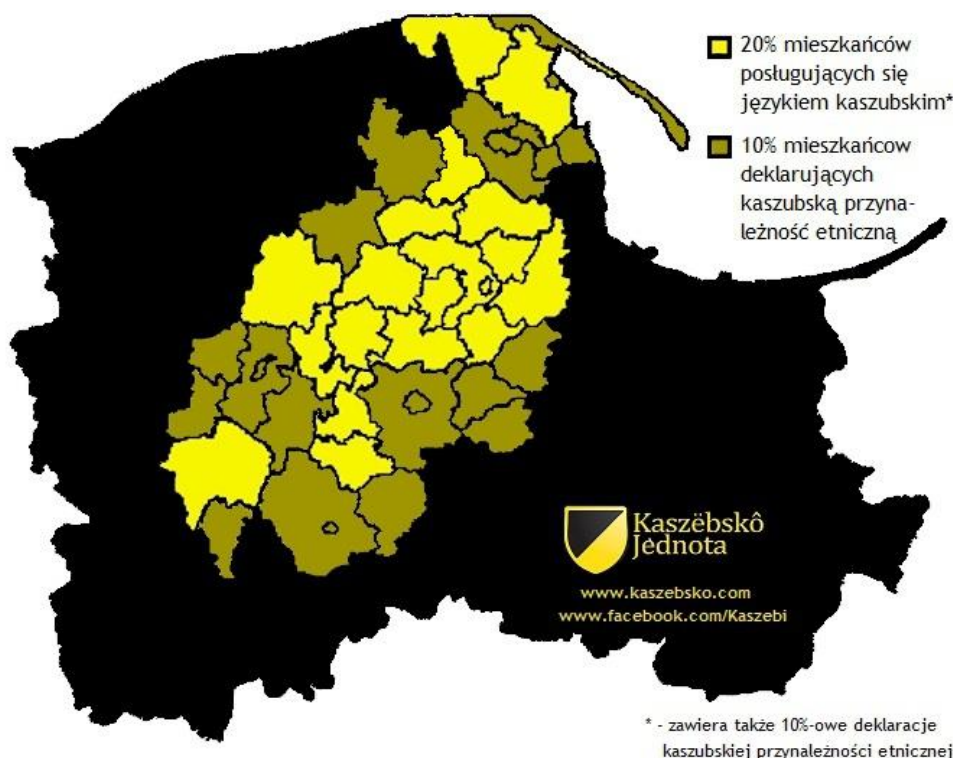 20% mieszkańców
posługujących się
językiem kaszubskim*
10% mieszkańcow
deklarujących
kaszubską przyna-
leżność etniczną
Kaszëbskô
Jednota
www.kaszebsko.com
www.facebook.com/Kaszebi
* - zawiera także 10%-owe deklaracje
kaszubskiej przynależności etnicznej